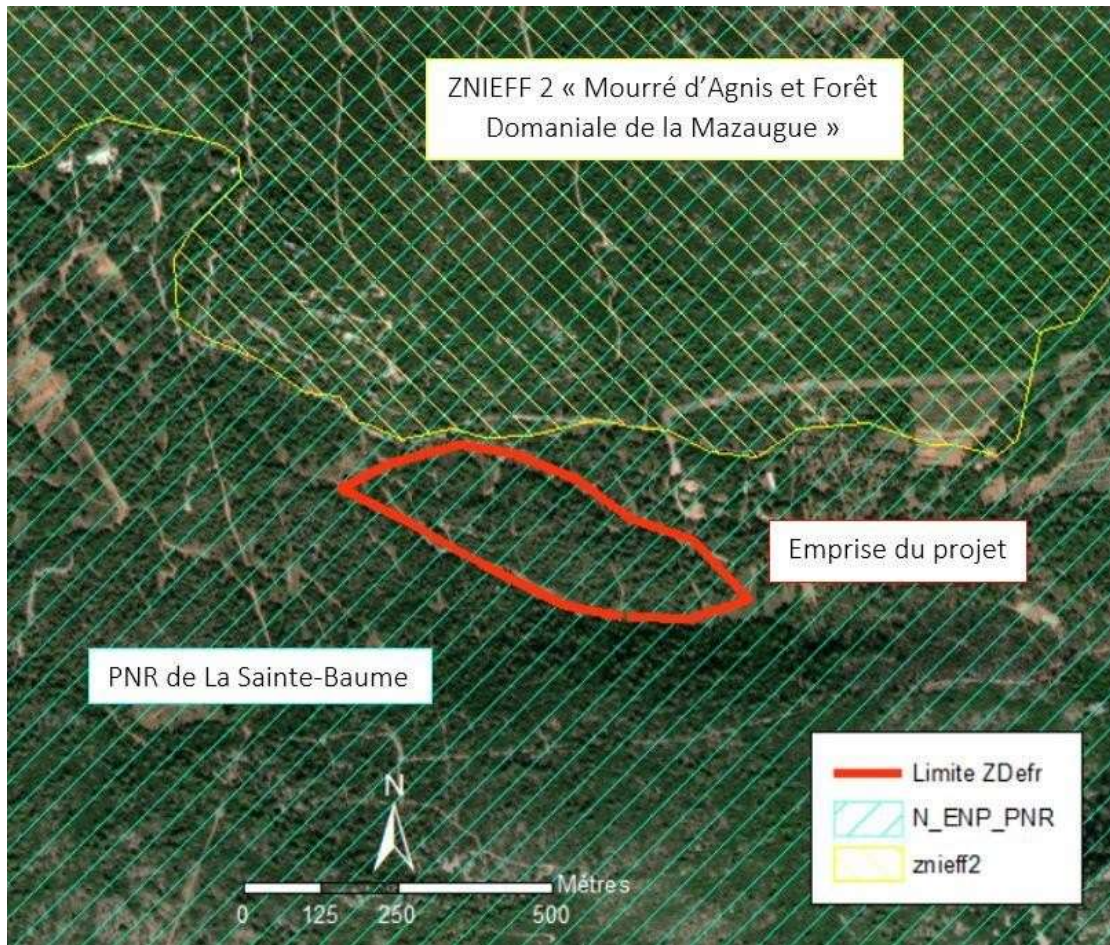 ZNIEFF 2 « Mourré d'Agnis et Forêt
Domaniale de la Mazaugue »
Emprise du projet
PNR de La Sainte-Baume
N
Métres
0 125 250 500
Limite ZDefr
N_ENP_PNR
znieff2